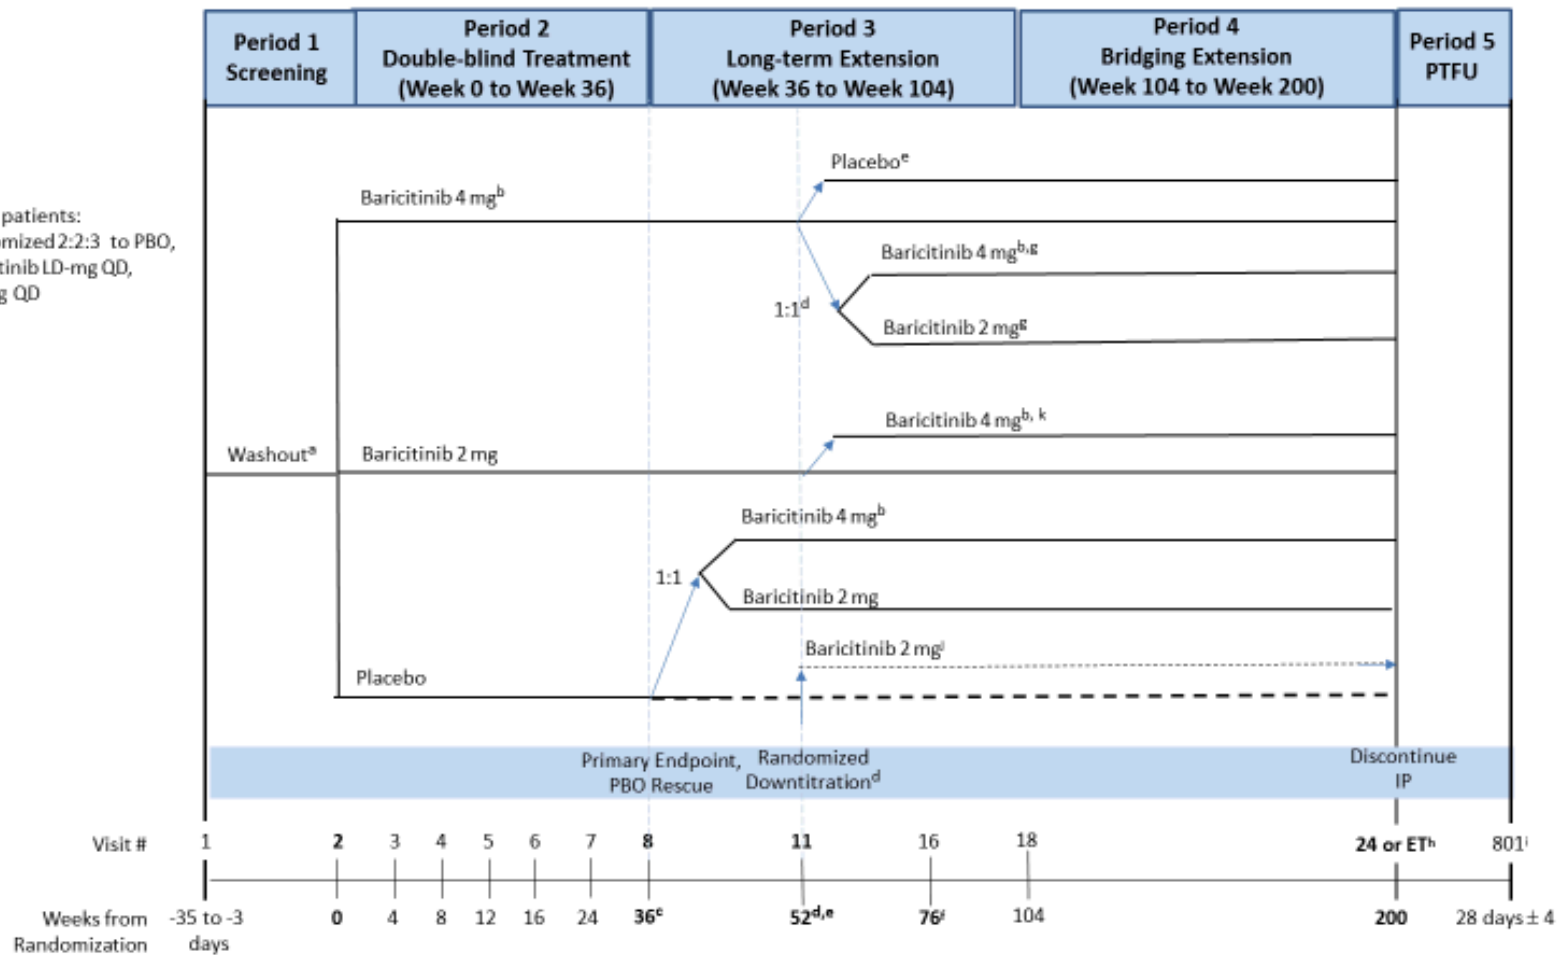 Period 1
Screening
Period 2
Double-blind Treatment
(Week 0 to Week 36)
Period 3
Long-term Extension
(Week 36 to Week 104)
Period 4
Bridging Extension
(Week 104 to Week 200)
Period 5
PTFU
patients:
omized 2:2:3 to PBO,
tinib LD-mg QD,
g QD
Placeboᵉ
Baricitinib 4 mgᵇ
Baricitinib 4 mgᵇ,ᵍ
1:1ᵈ
Baricitinib 2 mgᵍ
Baricitinib 4 mgᵇ, ᵏ
Washoutᵃ
Baricitinib 2 mg
Baricitinib 4 mgᵇ
1:1
Baricitinib 2 mg
Baricitinib 2 mgʲ
Placebo
Primary Endpoint,
PBO Rescue
Randomized
Downtitrationᵈ
Discontinue
IP
Visit # 1 2 3 4 5 6 7 8 11 16 18 24 or ETʰ 801ⁱ
Weeks from
Randomization
-35 to -3
days
0 4 8 12 16 24 36ᶜ 52ᵈ,ᵉ 76ᶠ 104 200 28 days ± 4